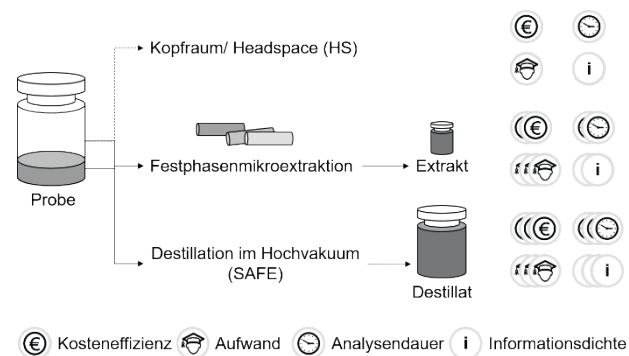 Kopfraum/ Headspace (HS)
€
i
€
Festphasenmikroextraktion
Extrakt
i
Probe
€
Destillation im Hochvakuum
(SAFE)
i
Destillat
€ Kosteneffizienz Aufwand Analysendauer i Informationsdichte